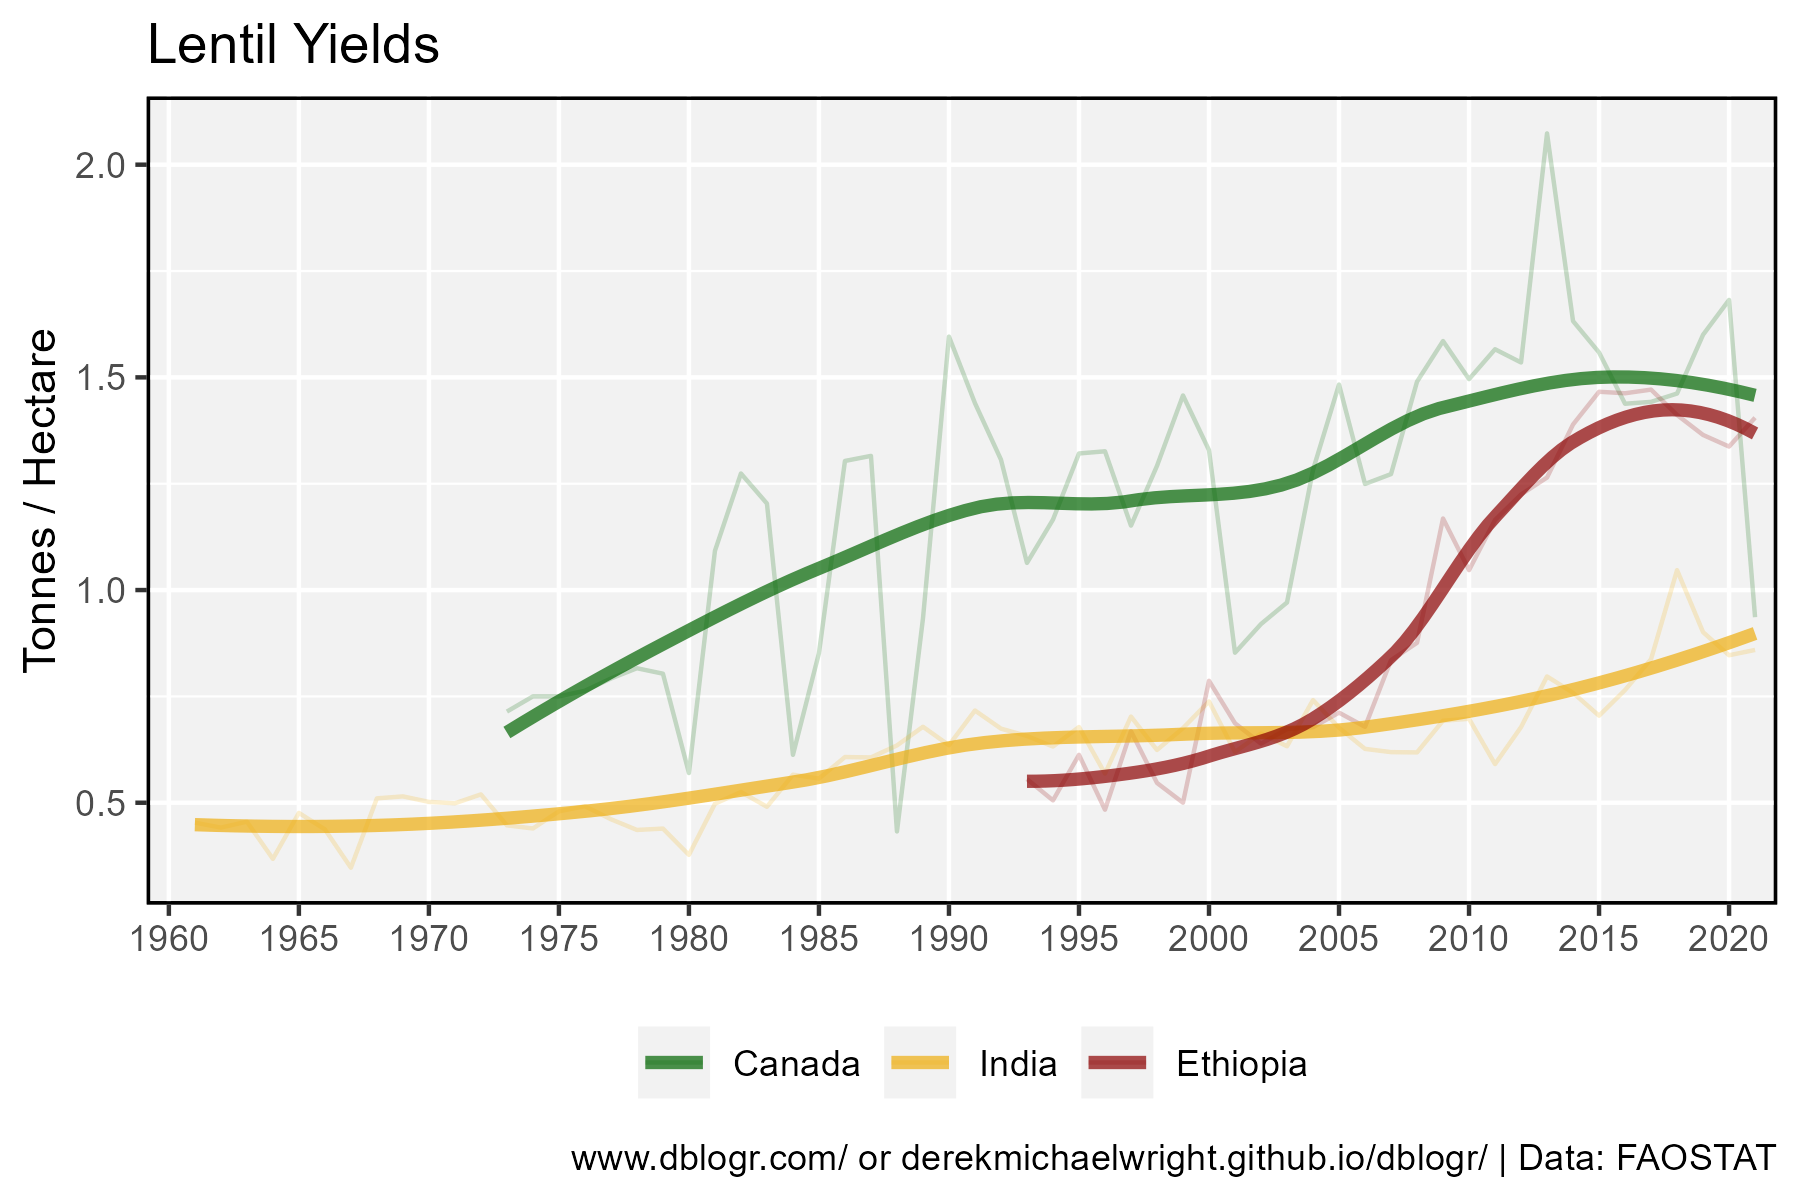 Lentil Yields
Tonnes / Hectare
2.0
1.5
1.0
0.5
1960 1965 1970 1975 1980 1985 1990 1995 2000 2005 2010 2015 2020
Canada India Ethiopia
www.dblogr.com/ or derekmichaelwright.github.io/dblogr/ | Data: FAOSTAT